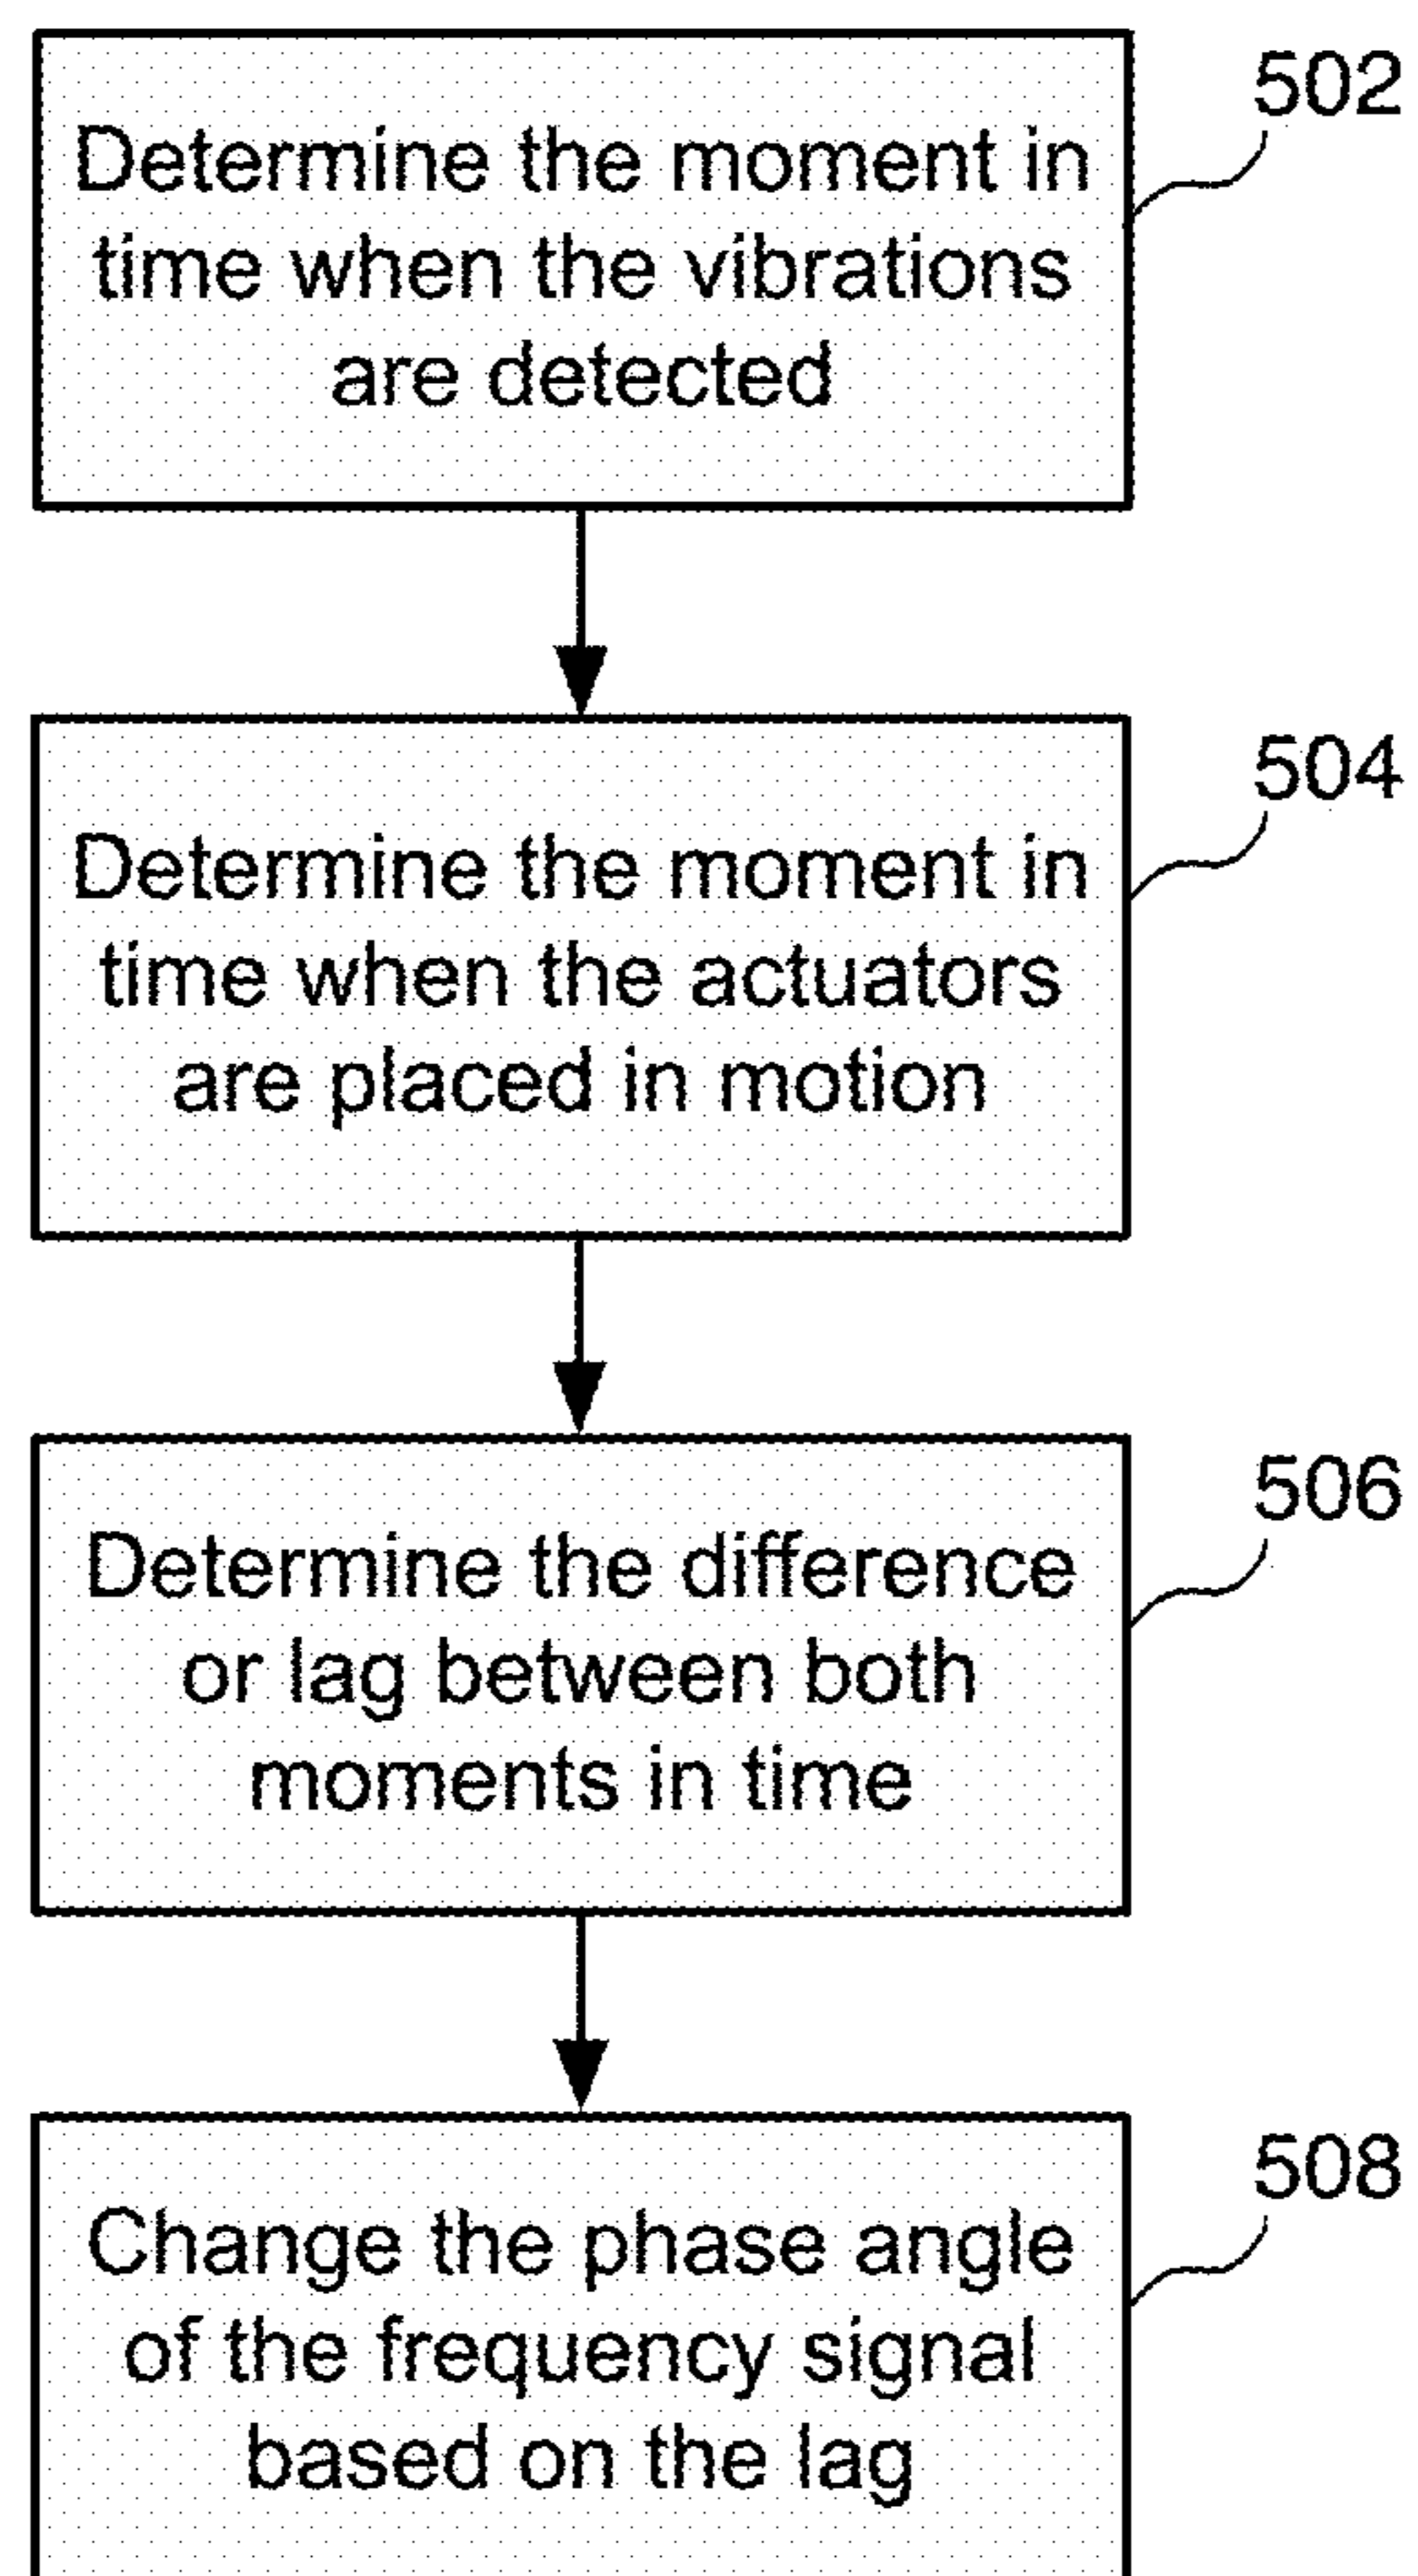 502
Determine the moment in
time when the vibrations
are detected
504
Determine the moment in
time when the actuators
are placed in motion
506
Determine the difference
or lag between both
moments in time
508
Change the phase angle
of the frequency signal
based on the lag